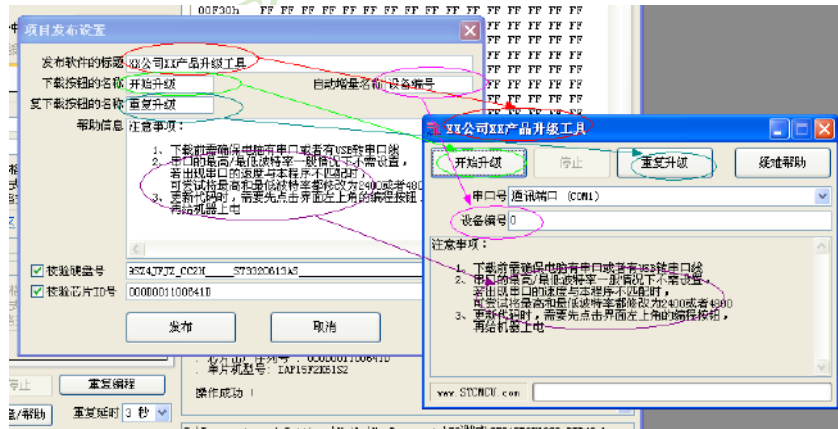 00F30h FF FF FF FF FF FF FF FF FF FF FF FF FF FF FF FF
项目发布设置
发布软件的标题 XX公司XX产品升级工具
下载按钮的名称 开始升级 自动增量名称 设备编号
复下载按钮的名称 重复升级
帮助信息 注意事项:
1、下载前需确保电脑有串口或者有USB转串口线
2、串口的最高/最低波特率一般情况下不需设置,
若出现串口的速度与本程序不匹配时,
可尝试将最高和最低波特率都修改为2400或者480
3、更新代码时,需要先点击界面左上角的编程按钮,
再给机器上电
校验硬盘号
校验芯片ID号 0000001100641D
发布 取消
XX公司XX产品升级工具
开始升级 停止 重复升级 疑难帮助
串口号 通讯端口 (COM1)
设备编号 0
注意事项:
1、下载前需确保电脑有串口或者有USB转串口线
2、串口的最高/最低波特率一般情况下不需设置,
若出现串口的速度与本程序不匹配时,
可尝试将最高和最低波特率都修改为2400或者4800
3、更新代码时,需要先点击界面左上角的编程按钮,
再给机器上电
www.STCMCU.com
. 单片机型号: IAP15F2K61S2
操作成功 !
停止 重复编程
/帮助 重复延时 3 秒